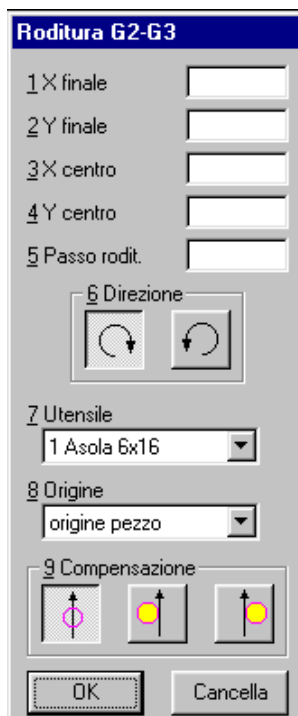 Roditura G2-G3
1 X finale
2 Y finale
3 X centro
4 Y centro
5 Passo rodit.
6 Direzione
7 Utensile
1 Asola 6x16
8 Origine
origine pezzo
9 Compensazione
OK Cancella